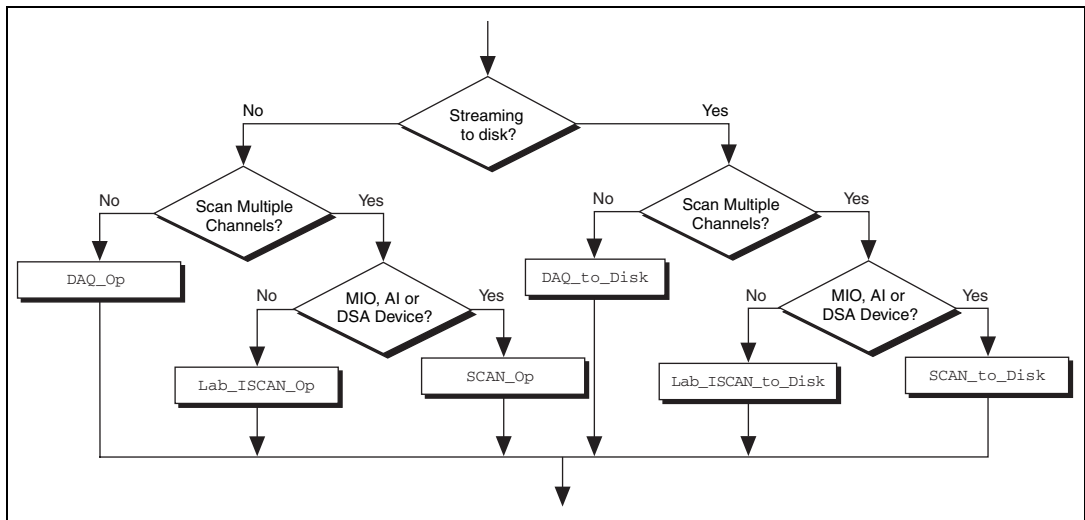 Streaming
to disk?
No
Yes
Scan Multiple
Channels?
No
Yes
Scan Multiple
Channels?
No
Yes
DAQ_Op
DAQ_to_Disk
MIO, AI or
DSA Device?
No
Yes
MIO, AI or
DSA Device?
No
Yes
Lab_ISCAN_Op
SCAN_Op
Lab_ISCAN_to_Disk
SCAN_to_Disk